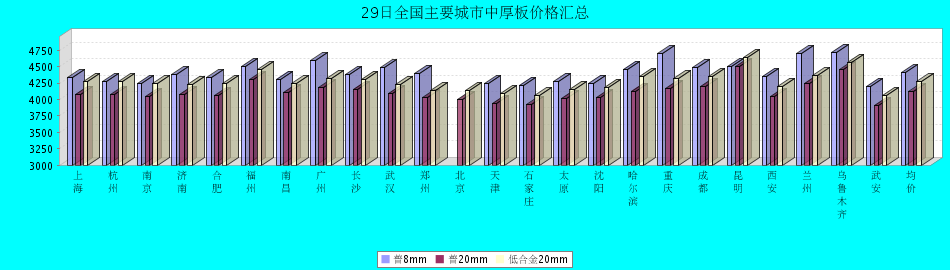 29日全国主要城市中厚板价格汇总
4750
4500
4250
4000
3750
3500
3250
3000
上海
杭州
南京
济南
合肥
福州
南昌
广州
长沙
武汉
郑州
北京
天津
石家庄
太原
沈阳
哈尔滨
重庆
成都
昆明
西安
兰州
乌鲁木齐
武安
均价
普8mm 普20mm 低合金20mm